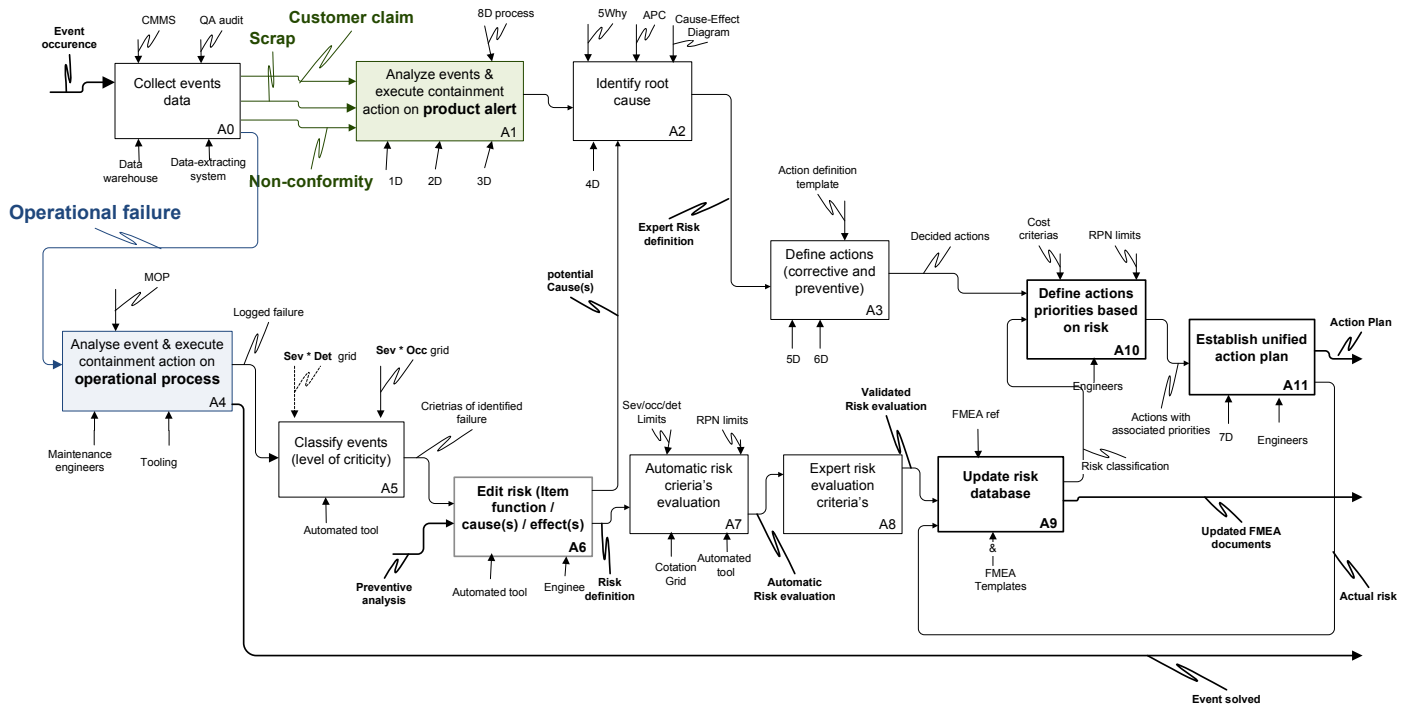 Event
occurence
CMMS
QA audit
Customer claim
Scrap
8D process
5Why
APC
Cause-Effect
Diagram
Collect events
data
A0
Analyze events &
execute containment
action on product alert
A1
Identify root
cause
A2
Data
warehouse
Data-extracting
system
Non-conformity
1D
2D
3D
4D
Operational failure
Action definition
template
Expert Risk
definition
Decided actions
Cost
criterias
RPN limits
Define actions
(corrective and
preventive)
A3
5D
6D
Define actions
priorities based
on risk
A10
Engineers
potential
Cause(s)
MOP
Logged failure
Analyse event & execute
containment action on
operational process
A4
Maintenance
engineers
Tooling
Sev * Det grid
Sev * Occ grid
Crietrias of identified
failure
Classify events
(level of criticity)
A5
Automated tool
Establish unified
action plan
A11
Action Plan
Actions with
associated priorities
7D
Engineers
Risk classification
Sev/occ/det
Limits
RPN limits
Validated
Risk evaluation
FMEA ref
Edit risk (Item
function /
cause(s) / effect(s)
A6
Automatic risk
crieria's
evaluation
A7
Expert risk
evaluation
criteria's
A8
Update risk
database
A9
Preventive
analysis
Automated tool
Enginee
Risk
definition
Cotation
Grid
Automated
tool
Automatic
Risk evaluation
&
FMEA
Templates
Updated FMEA
documents
Actual risk
Event solved